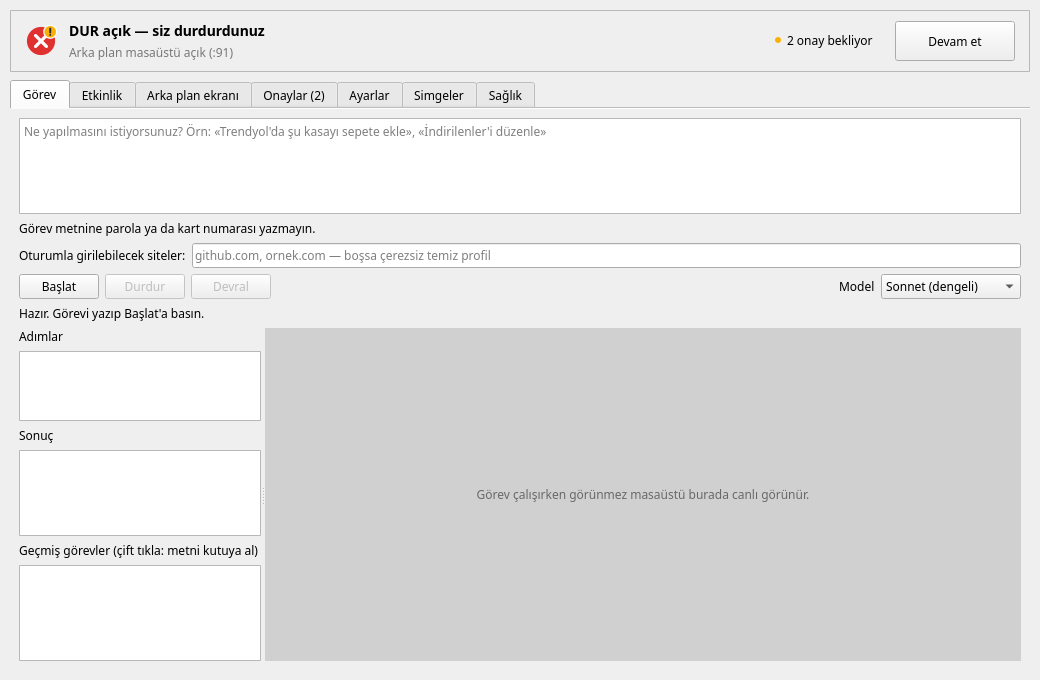 DUR açık — siz durdurdunuz
Arka plan masaüstü açık (:91)
2 onay bekliyor
Devam et
Görev
Etkinlik
Arka plan ekranı
Onaylar (2)
Ayarlar
Simgeler
Sağlık
Ne yapılmasını istiyorsunuz? Örn: «Trendyol'da şu kasayı sepete ekle», «İndirilenler'i düzenle»
Görev metnine parola ya da kart numarası yazmayın.
Oturumla girilebilecek siteler:
github.com, ornek.com — boşsa çerezsiz temiz profil
Başlat
Durdur
Devral
Model
Sonnet (dengeli)
Hazır. Görevi yazıp Başlat'a basın.
Adımlar
Sonuç
Görev çalışırken görünmez masaüstü burada canlı görünür.
Geçmiş görevler (çift tıkla: metni kutuya al)